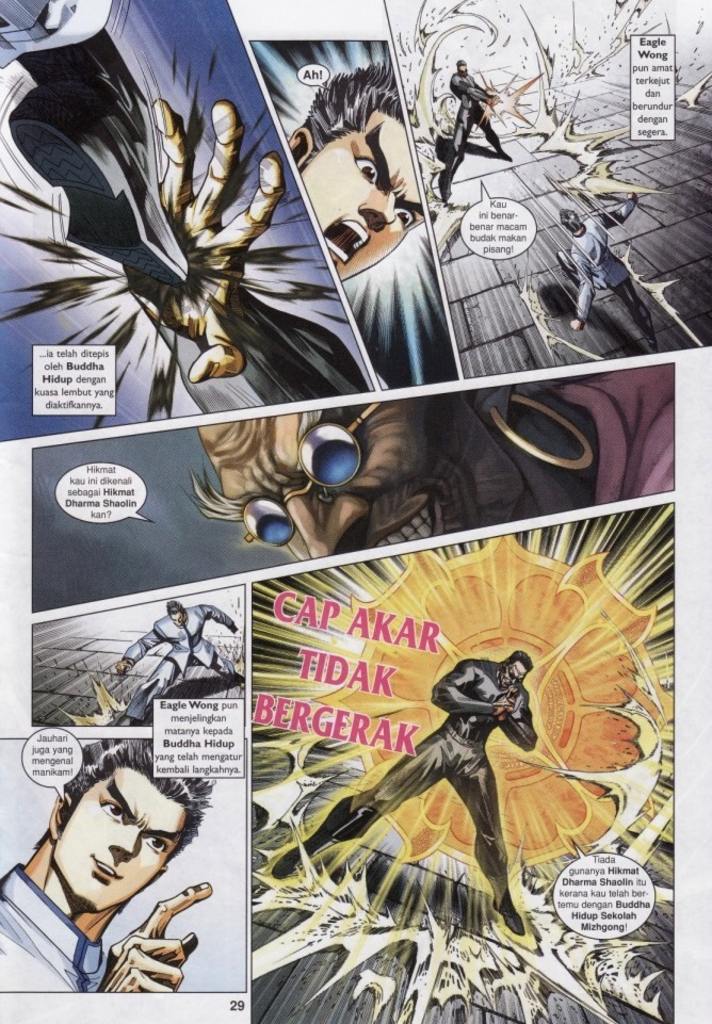 ...ia telah ditepis
oleh Buddha
Hidup dengan
kuasa lembut yang
diaktifkannya.
Ah!
Eagle
Wong
pun amat
terkejut
dan
berundur
dengan
segera.
Kau
ini benar-
benar macam
budak makan
pisang!
Hikmat
kau ini dikenali
sebagai Hikmat
Dharma Shaolin
kan?
Eagle Wong pun
menjelingkan
matanya kepada
Buddha Hidup
yang telah mengatur
kembali langkahnya.
Jauhari
juga yang
mengenal
manikam!
CAP AKAR
TIDAK
BERGERAK
Tiada
gunanya Hikmat
Dharma Shaolin itu
kerana kau telah ber-
temu dengan Buddha
Hidup Sekolah
Mizhgong!
29